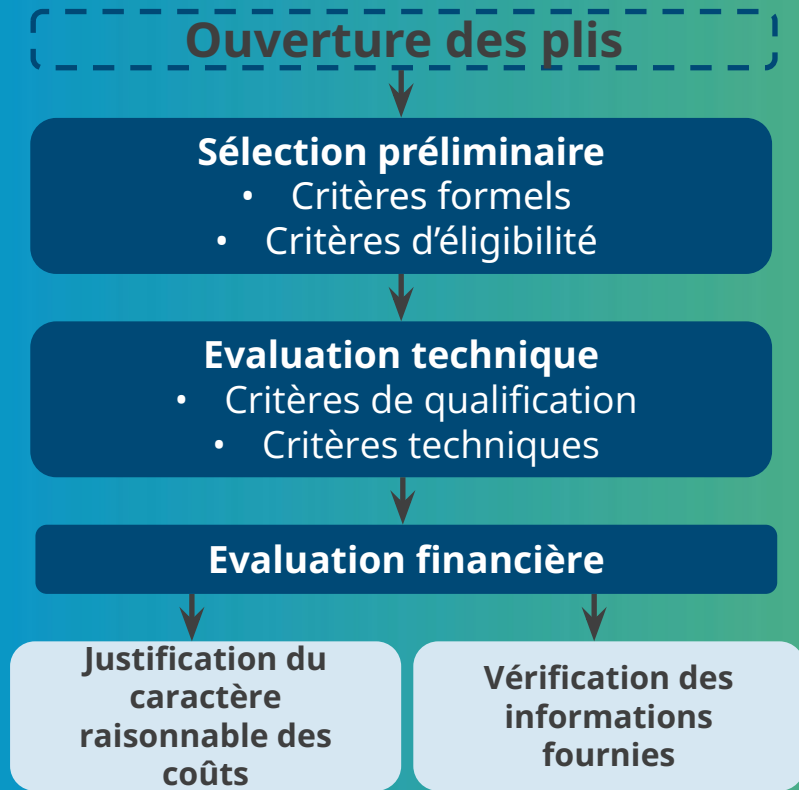 Ouverture des plis
Sélection préliminaire
• Critères formels
• Critères d’éligibilité
Evaluation technique
• Critères de qualification
• Critères techniques
Evaluation financière
Justification du
caractère
raisonnable des
coûts
Vérification des
informations
fournies